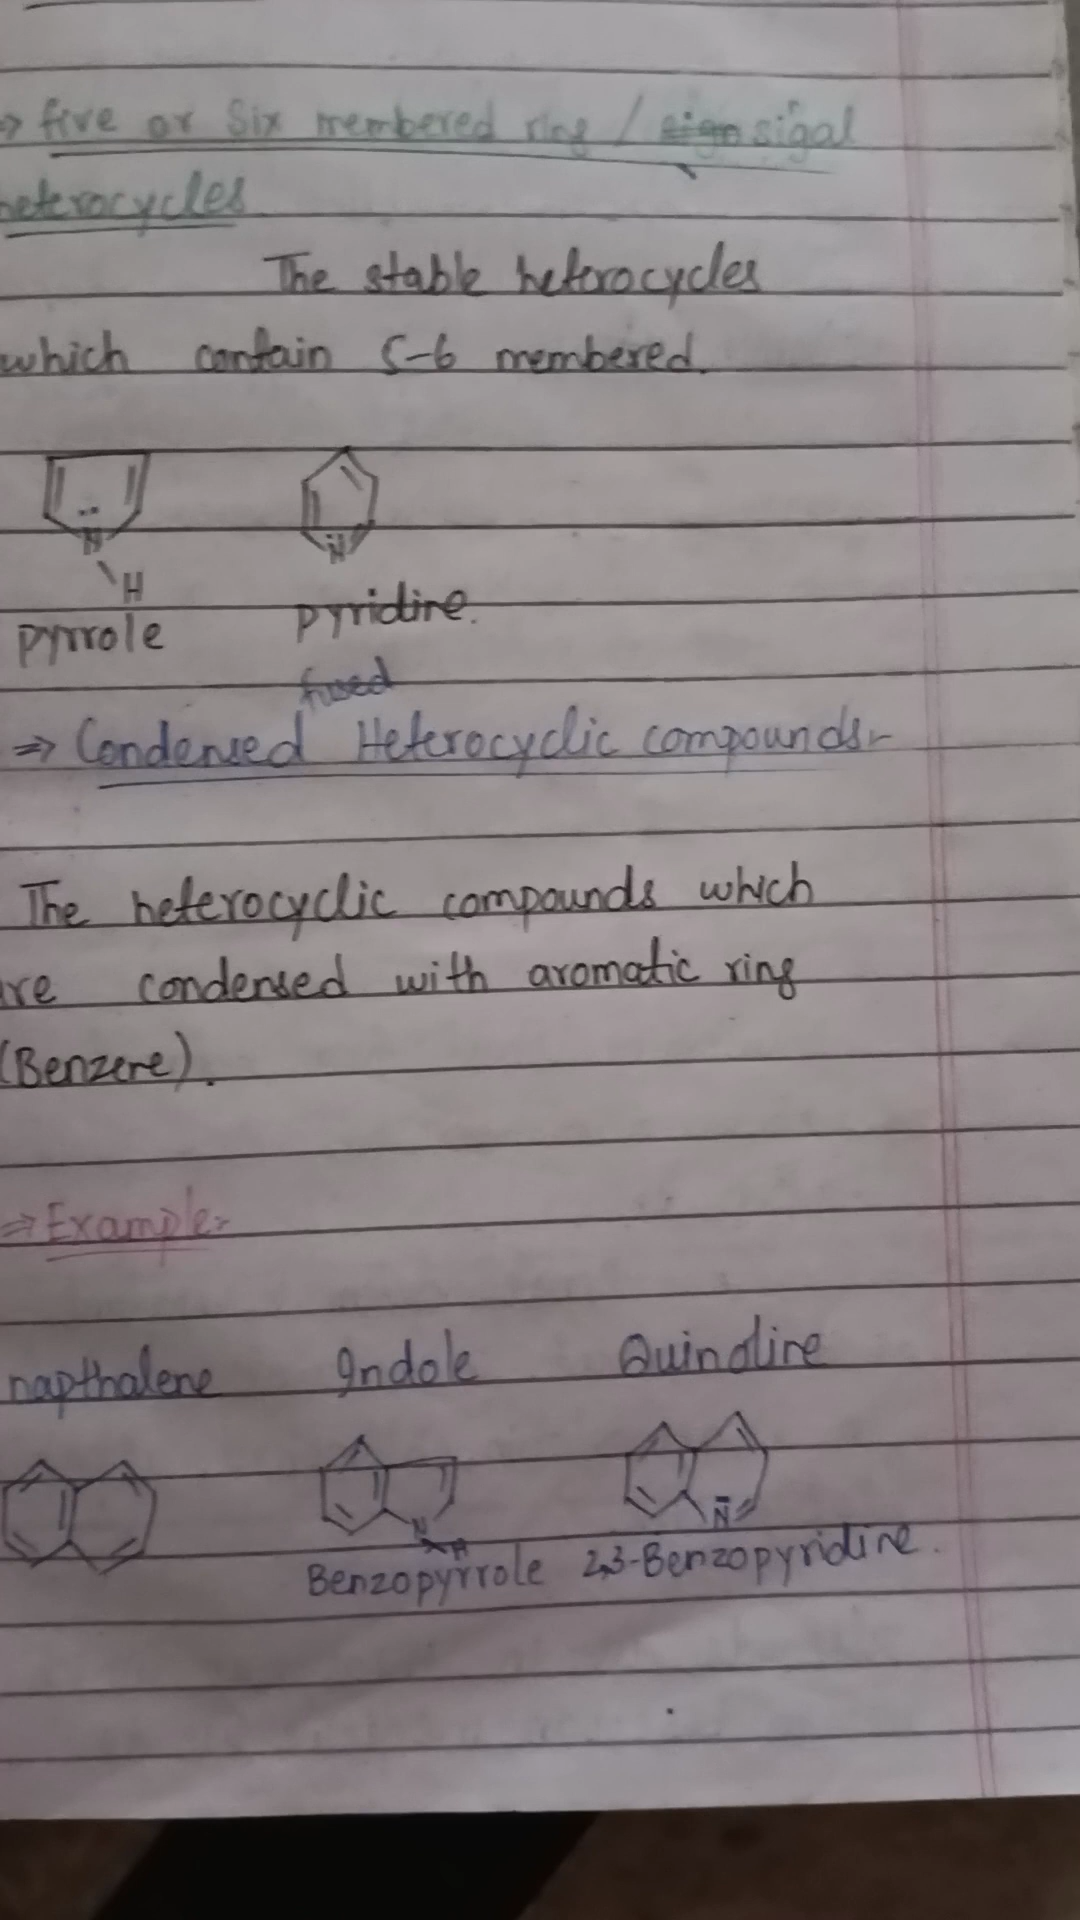 ⇒ five or Six membered ring / sigal
heterocycles
The stable heterocycles
which contain 5-6 membered.
N
H
N
pyrrole pyridine.
fused
⇒ Condensed Heterocyclic compounds-
The heterocyclic compounds which
are condensed with aromatic ring
(Benzene).
⇒ Example:-
napthalene Indole Quinoline
N N
H
Benzopyrrole 2,3-Benzopyridine.